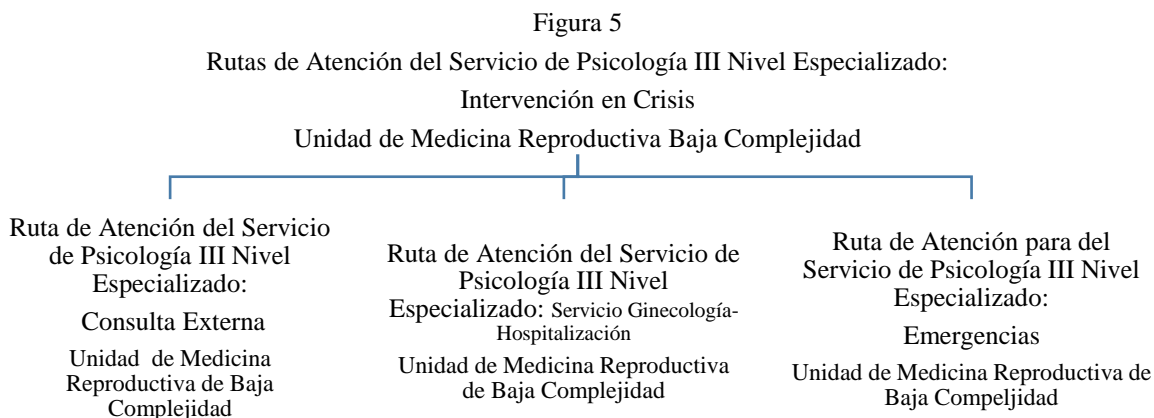 Figura 5
Rutas de Atención del Servicio de Psicología III Nivel Especializado:
Intervención en Crisis
Unidad de Medicina Reproductiva Baja Complejidad
Ruta de Atención del Servicio
de Psicología III Nivel
Especializado:
Consulta Externa
Unidad de Medicina
Reproductiva de Baja
Complejidad
Ruta de Atención del Servicio de
Psicología III Nivel
Especializado: Servicio Ginecología-
Hospitalización
Unidad de Medicina Reproductiva
de Baja Complejidad
Ruta de Atención para del
Servicio de Psicología III Nivel
Especializado:
Emergencias
Unidad de Medicina Reproductiva de
Baja Compeljidad